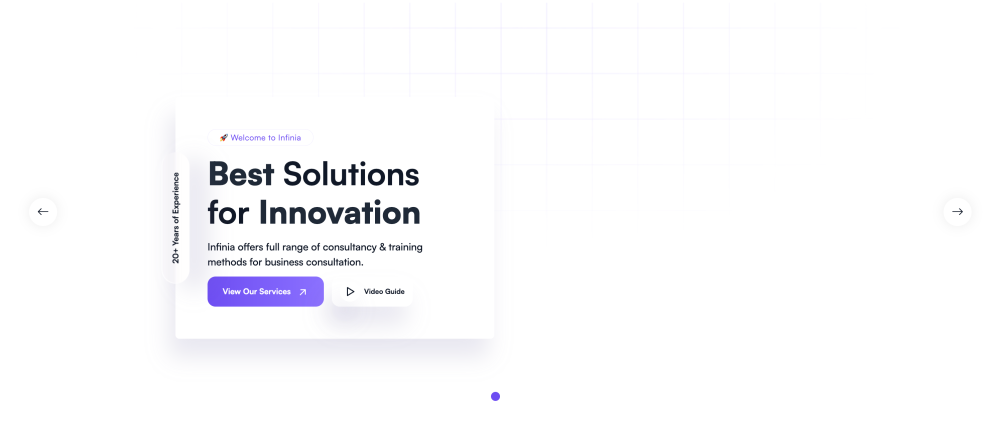 🚀 Welcome to Infinia
Best Solutions
for Innovation
20+ Years of Experience
Infinia offers full range of consultancy & training
methods for business consultation.
View Our Services
Video Guide